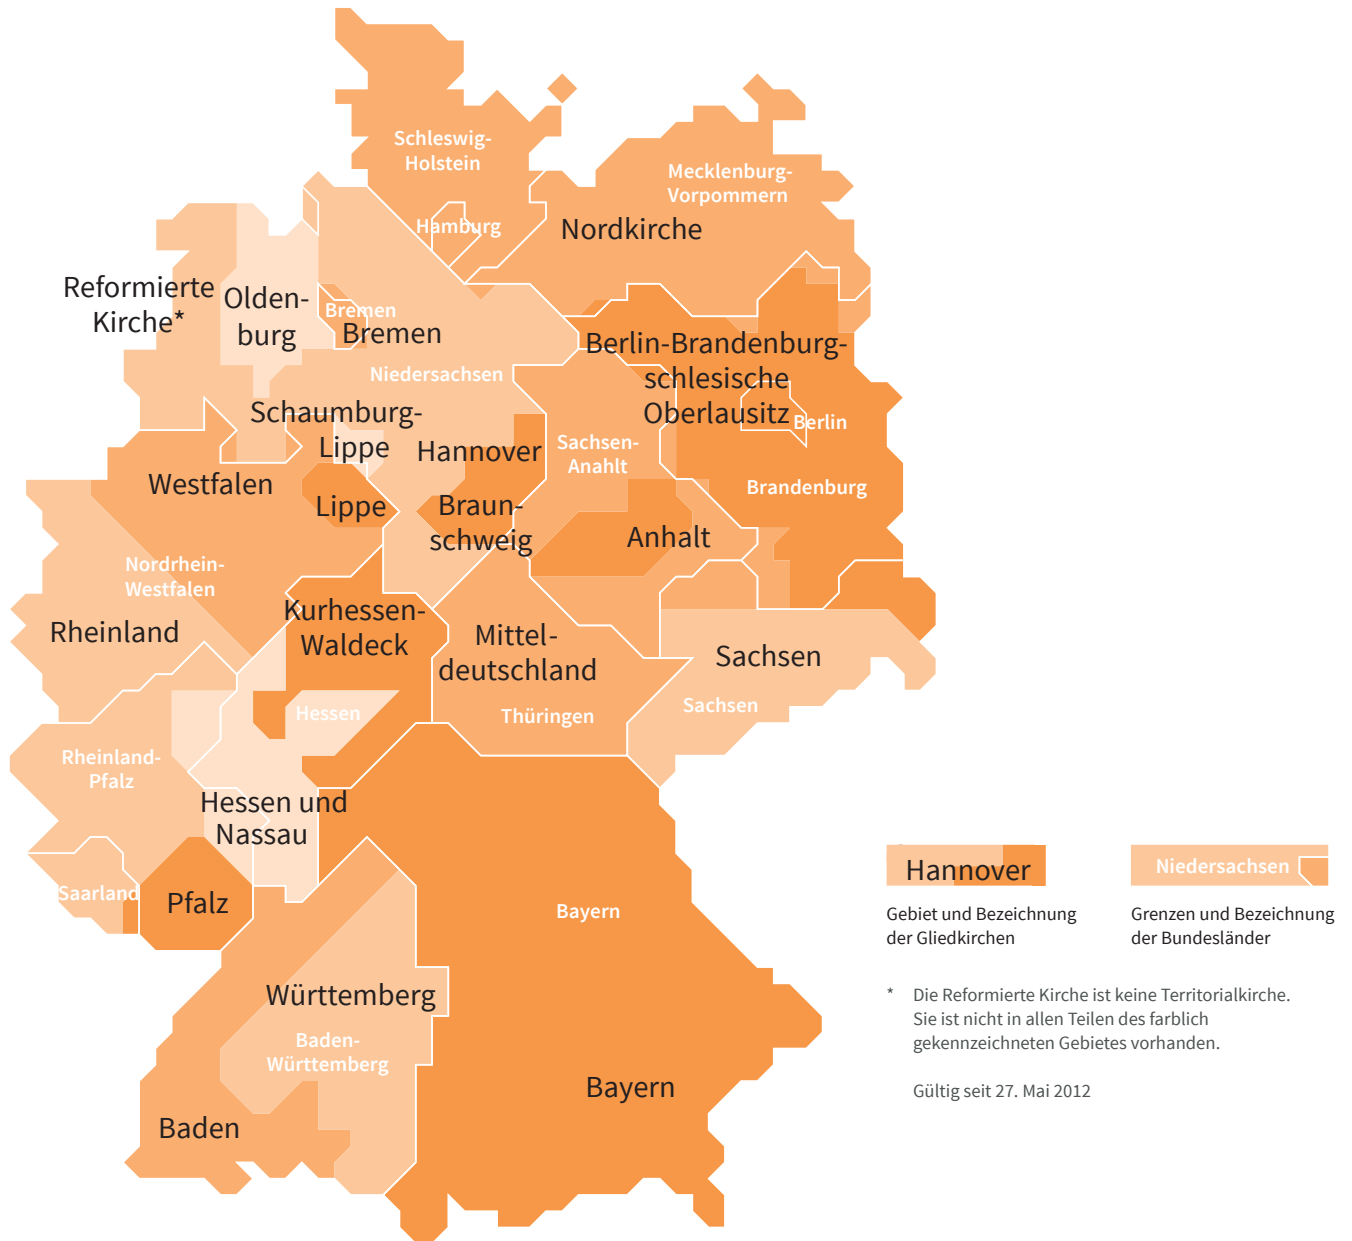 Schleswig-
Holstein
Mecklenburg-
Vorpommern
Hamburg
Nordkirche
Reformierte
Kirche*
Olden-
burg
Bremen
Bremen
Berlin-Brandenburg-
schlesische
Oberlausitz
Niedersachsen
Schaumburg-
Lippe
Hannover
Sachsen-
Anahlt
Berlin
Westfalen
Lippe
Braun-
schweig
Brandenburg
Anhalt
Nordrhein-
Westfalen
Rheinland
Kurhessen-
Waldeck
Mittel-
deutschland
Sachsen
Hessen
Thüringen
Sachsen
Rheinland-
Pfalz
Hessen und
Nassau
Saarland
Pfalz
Bayern
Württemberg
Baden-
Württemberg
Bayern
Baden
Hannover
Gebiet und Bezeichnung
der Gliedkirchen
Niedersachsen
Grenzen und Bezeichnung
der Bundesländer
* Die Reformierte Kirche ist keine Territorialkirche.
Sie ist nicht in allen Teilen des farblich
gekennzeichneten Gebietes vorhanden.
Gültig seit 27. Mai 2012